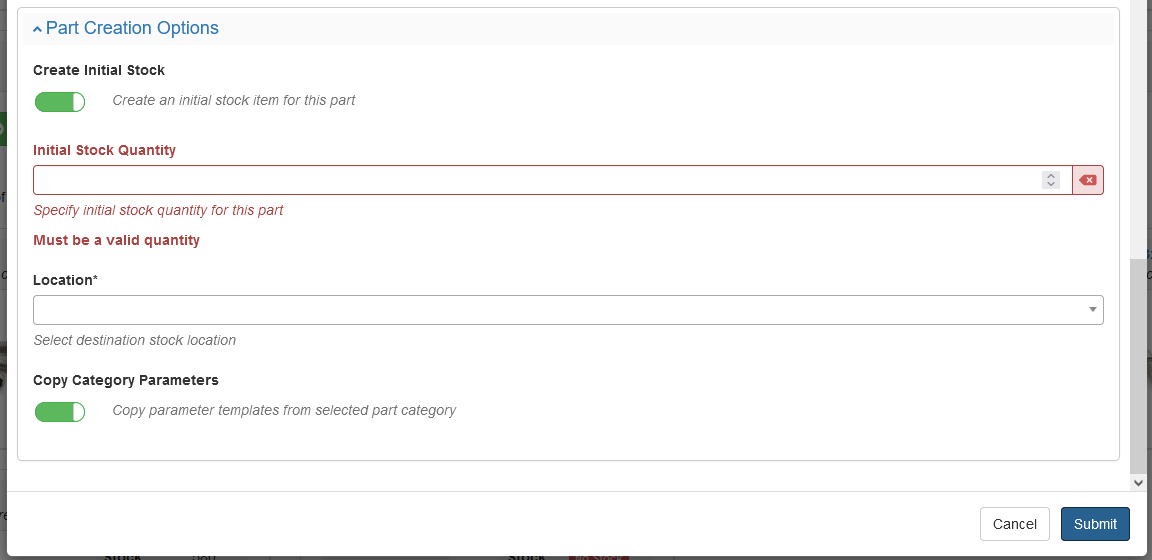 Part Creation Options
Create Initial Stock
Create an initial stock item for this part
Initial Stock Quantity
Specify initial stock quantity for this part
Must be a valid quantity
Location*
Select destination stock location
Copy Category Parameters
Copy parameter templates from selected part category
Cancel Submit